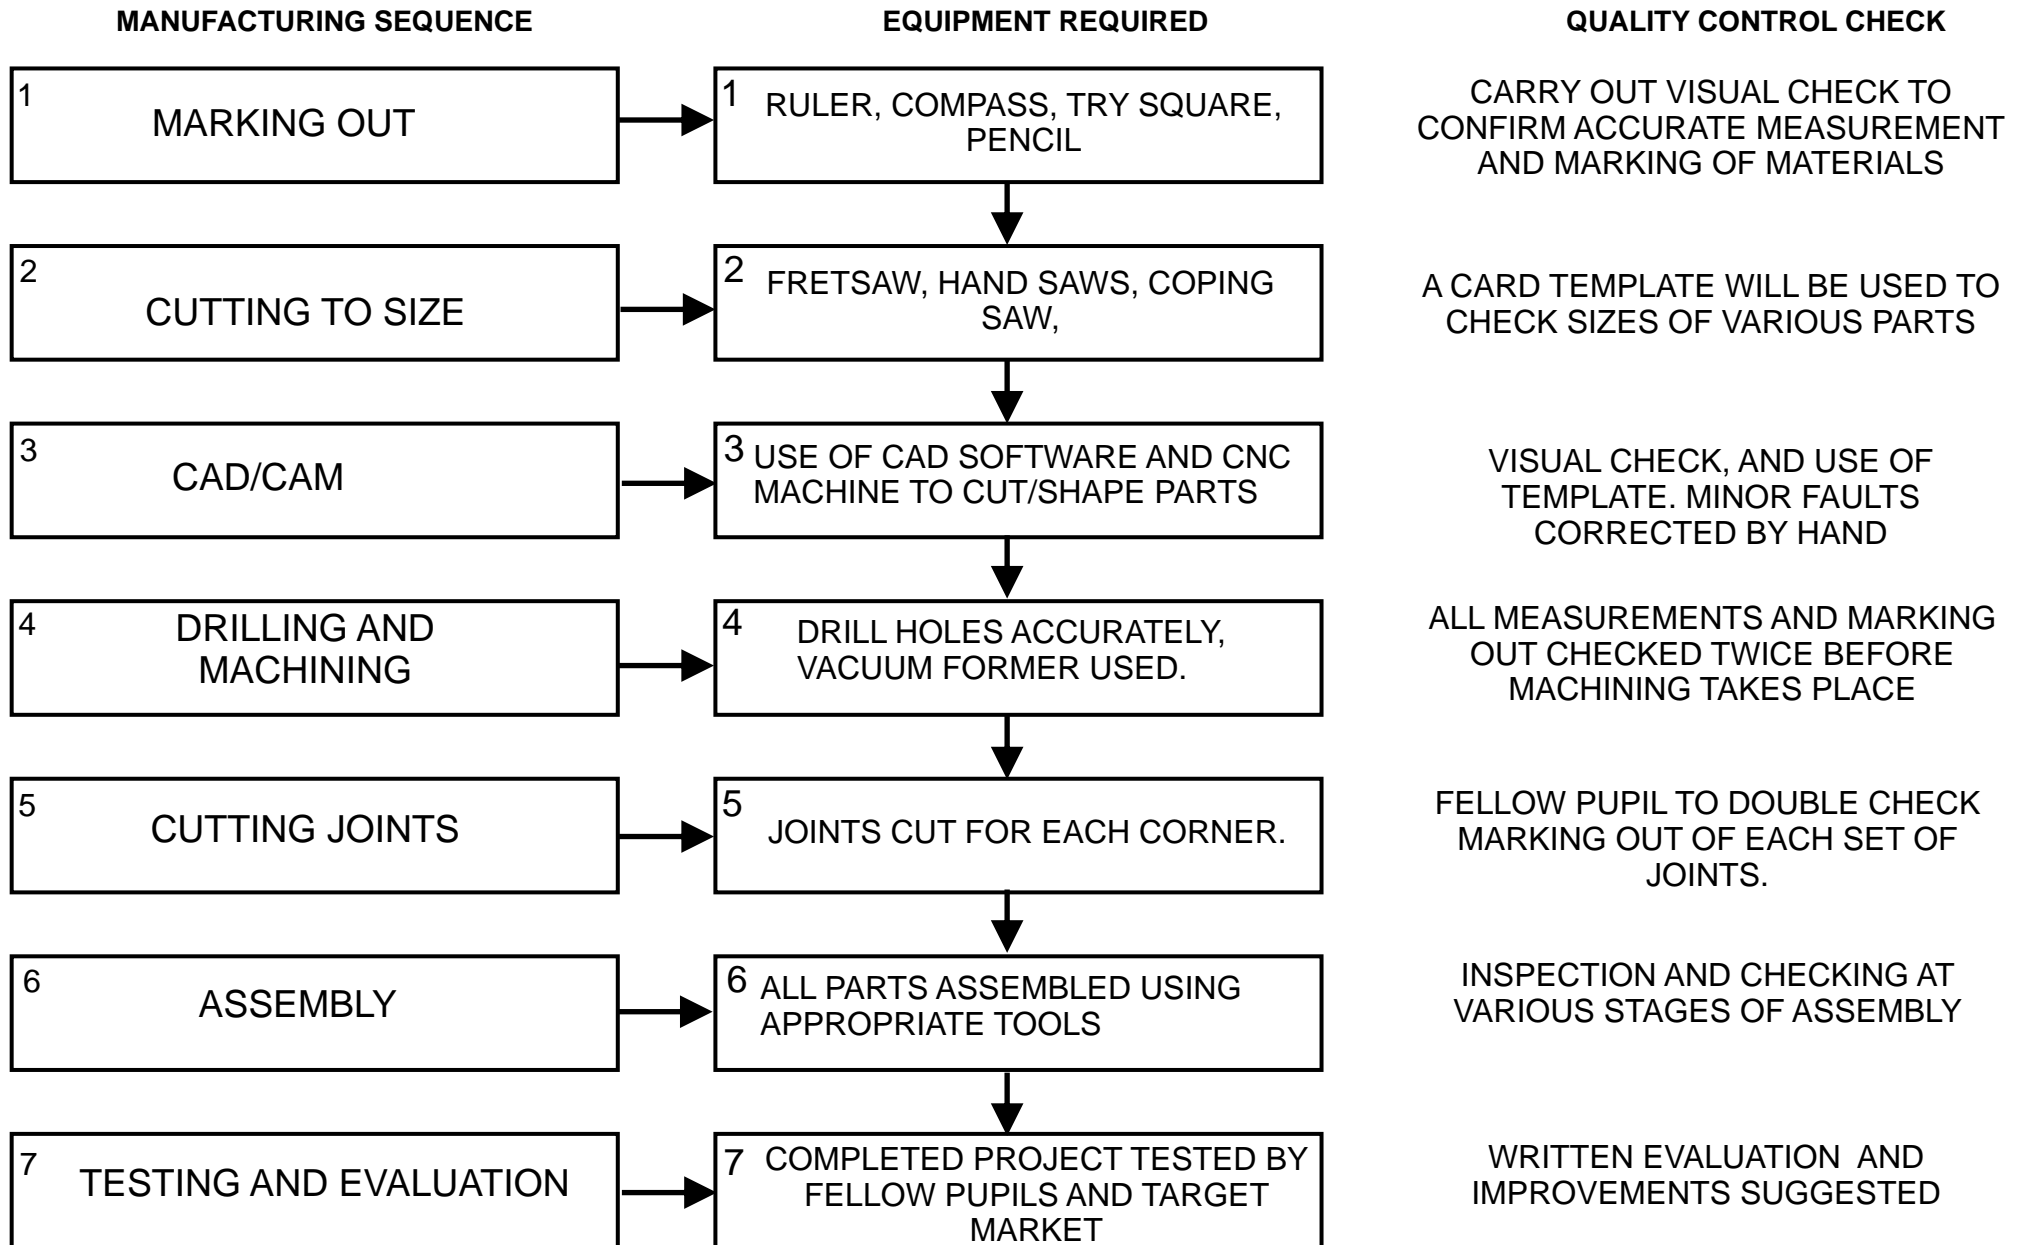 MANUFACTURING SEQUENCE
EQUIPMENT REQUIRED
QUALITY CONTROL CHECK
1
MARKING OUT
1
RULER, COMPASS, TRY SQUARE,
PENCIL
CARRY OUT VISUAL CHECK TO
CONFIRM ACCURATE MEASUREMENT
AND MARKING OF MATERIALS
2
CUTTING TO SIZE
2
FRETSAW, HAND SAWS, COPING
SAW,
A CARD TEMPLATE WILL BE USED TO
CHECK SIZES OF VARIOUS PARTS
3
CAD/CAM
3
USE OF CAD SOFTWARE AND CNC
MACHINE TO CUT/SHAPE PARTS
VISUAL CHECK, AND USE OF
TEMPLATE. MINOR FAULTS
CORRECTED BY HAND
4
DRILLING AND
MACHINING
4
DRILL HOLES ACCURATELY,
VACUUM FORMER USED.
ALL MEASUREMENTS AND MARKING
OUT CHECKED TWICE BEFORE
MACHINING TAKES PLACE
5
CUTTING JOINTS
5
JOINTS CUT FOR EACH CORNER.
FELLOW PUPIL TO DOUBLE CHECK
MARKING OUT OF EACH SET OF
JOINTS.
6
ASSEMBLY
6
ALL PARTS ASSEMBLED USING
APPROPRIATE TOOLS
INSPECTION AND CHECKING AT
VARIOUS STAGES OF ASSEMBLY
7
TESTING AND EVALUATION
7
COMPLETED PROJECT TESTED BY
FELLOW PUPILS AND TARGET
MARKET
WRITTEN EVALUATION  AND
IMPROVEMENTS SUGGESTED